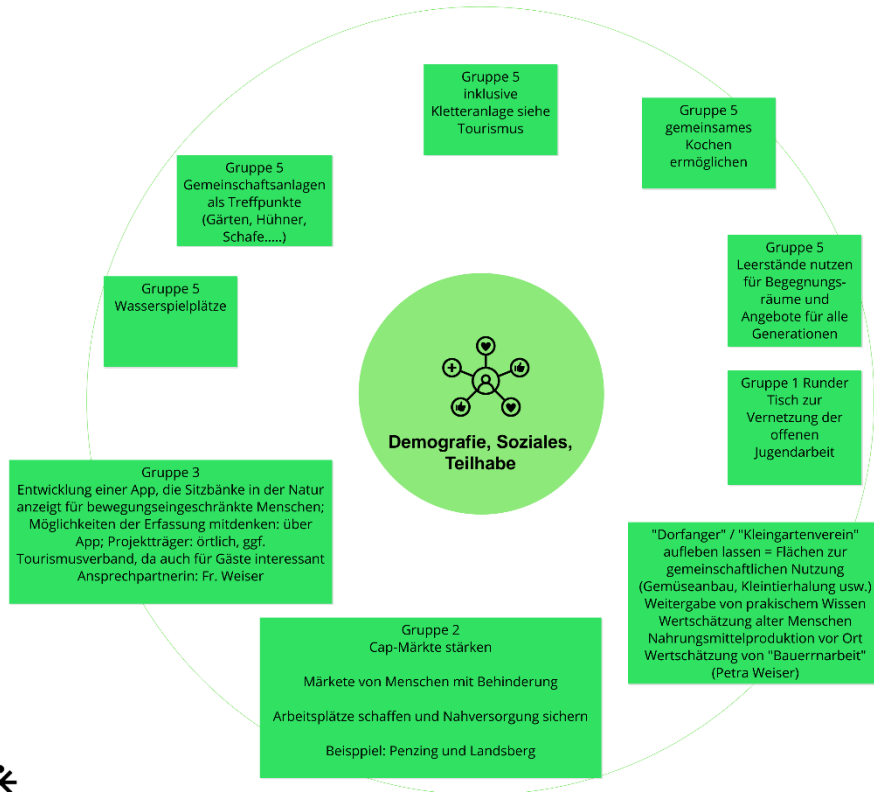 Gruppe 5
inklusive
Kletteranlage siehe
Tourismus
Gruppe 5
gemeinsames
Kochen
ermöglichen
Gruppe 5
Gemeinschaftsanlagen
als Treffpunkte
(Gärten, Hühner,
Schafe.....)
Gruppe 5
Leerstände nutzen
für Begegnungs-
räume und
Angebote für alle
Generationen
Gruppe 5
Wasserspielplätze
Gruppe 1 Runder
Tisch zur
Vernetzung der
offenen
Jugendarbeit
Demografie, Soziales,
Teilhabe
Gruppe 3
Entwicklung einer App, die Sitzbänke in der Natur
anzeigt für bewegungseingeschränkte Menschen;
Möglichkeiten der Erfassung mitdenken: über
App; Projektträger: örtlich, ggf.
Tourismusverband, da auch für Gäste interessant
Ansprechpartnerin: Fr. Weiser
"Dorfanger" / "Kleingartenverein"
aufleben lassen = Flächen zur
gemeinschaftlichen Nutzung
(Gemüseanbau, Kleintierhalung usw.)
Weitergabe von prakischem Wissen
Wertschätzung alter Menschen
Nahrungsmittelproduktion vor Ort
Wertschätzung von "Bauerrnarbeit"
(Petra Weiser)
Gruppe 2
Cap-Märkte stärken
Märkete von Menschen mit Behinderung
Arbeitsplätze schaffen und Nahversorgung sichern
Beisppiel: Penzing und Landsberg